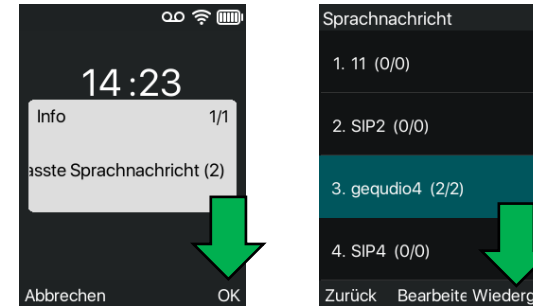 14:23
Info 1/1
asste Sprachnachricht (2)
Abbrechen OK
Sprachnachricht
1. 11 (0/0)
2. SIP2 (0/0)
3. gequdio4 (2/2)
4. SIP4 (0/0)
Zurück Bearbeite Wiederg